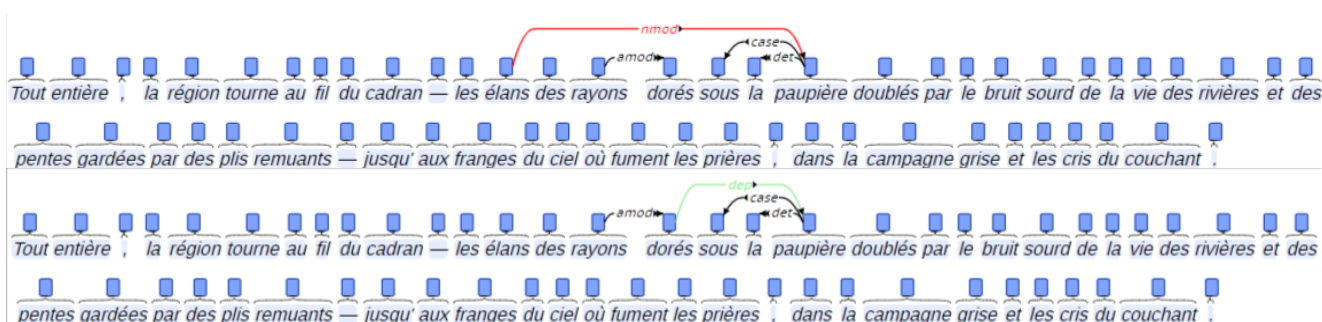 nmod
case
amod det
Tout entière , la région tourne au fil du cadran — les élans des rayons dorés sous la paupière doublés par le bruit sourd de la vie des rivières et des
pentes gardées par des plis remuants — jusqu' aux franges du ciel où fument les prières , dans la campagne grise et les cris du couchant .
dep
case
amod det
Tout entière , la région tourne au fil du cadran — les élans des rayons dorés sous la paupière doublés par le bruit sourd de la vie des rivières et des
pentes gardées par des plis remuants — jusqu' aux franges du ciel où fument les prières , dans la campagne grise et les cris du couchant .